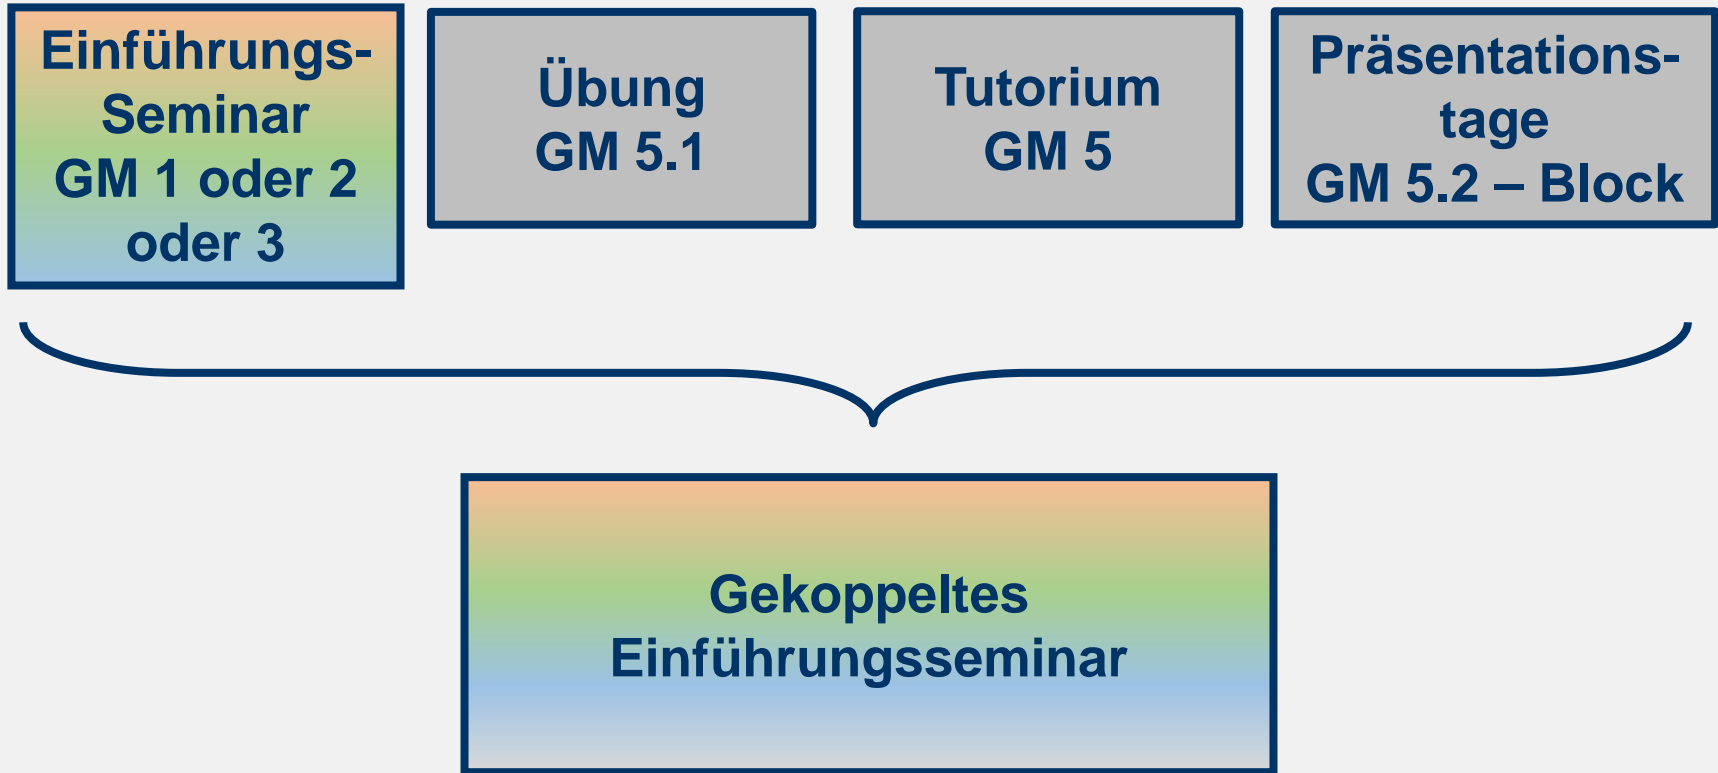 Einführungs-
Seminar
GM 1 oder 2
oder 3
Übung
GM 5.1
Tutorium
GM 5
Präsentations-
tage
GM 5.2 – Block
Gekoppeltes
Einführungsseminar